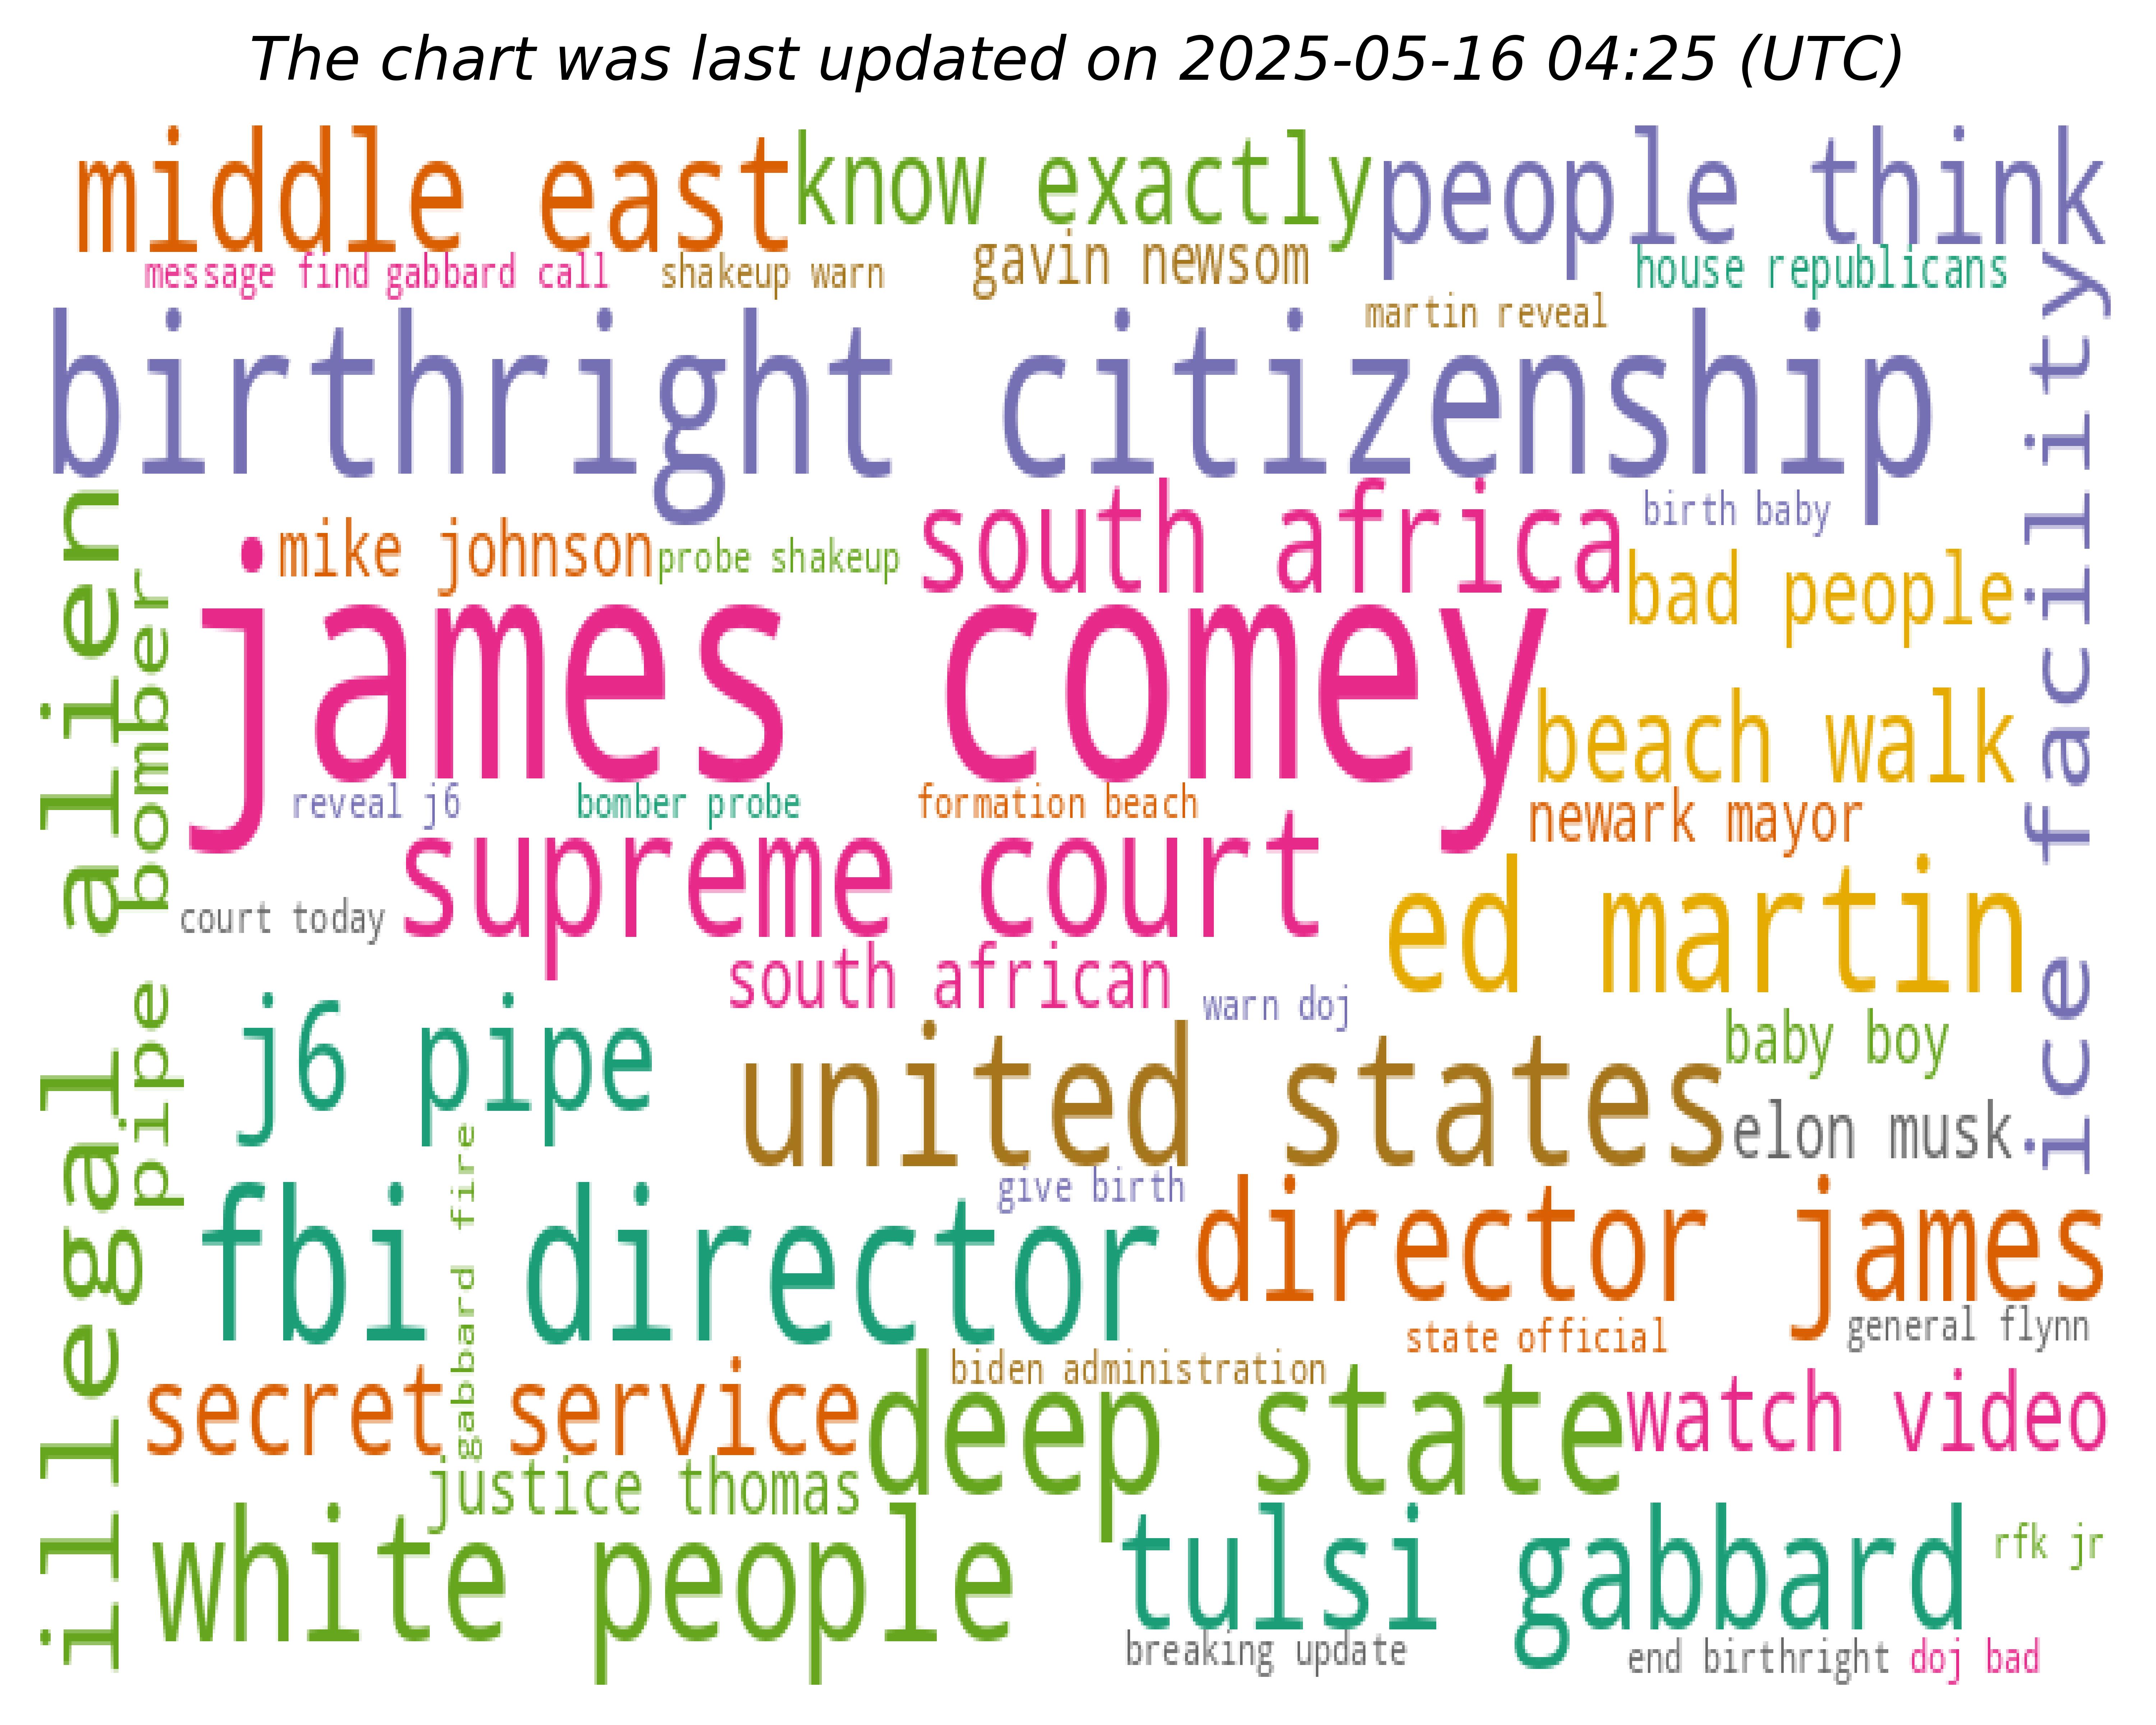 The chart was last updated on 2025-05-16 04:25 (UTC)
middle east
know exactly
people think
message find
gabbard call
shakeup warn
gavin newsom
house republicans
martin reveal
birthright citizenship
ice facility
illegal alien
pipe bomber
mike johnson
probe shakeup
south africa
birth baby
bad people
james comey
beach walk
reveal j6
bomber probe
formation beach
newark mayor
supreme court
court today
ed martin
south african
warn doj
j6 pipe
united states
baby boy
elon musk
gabbard fire
give birth
fbi director
director james
state official
general flynn
secret service
biden administration
deep state
watch video
justice thomas
white people
tulsi gabbard
rfk jr
breaking update
end birthright
doj bad